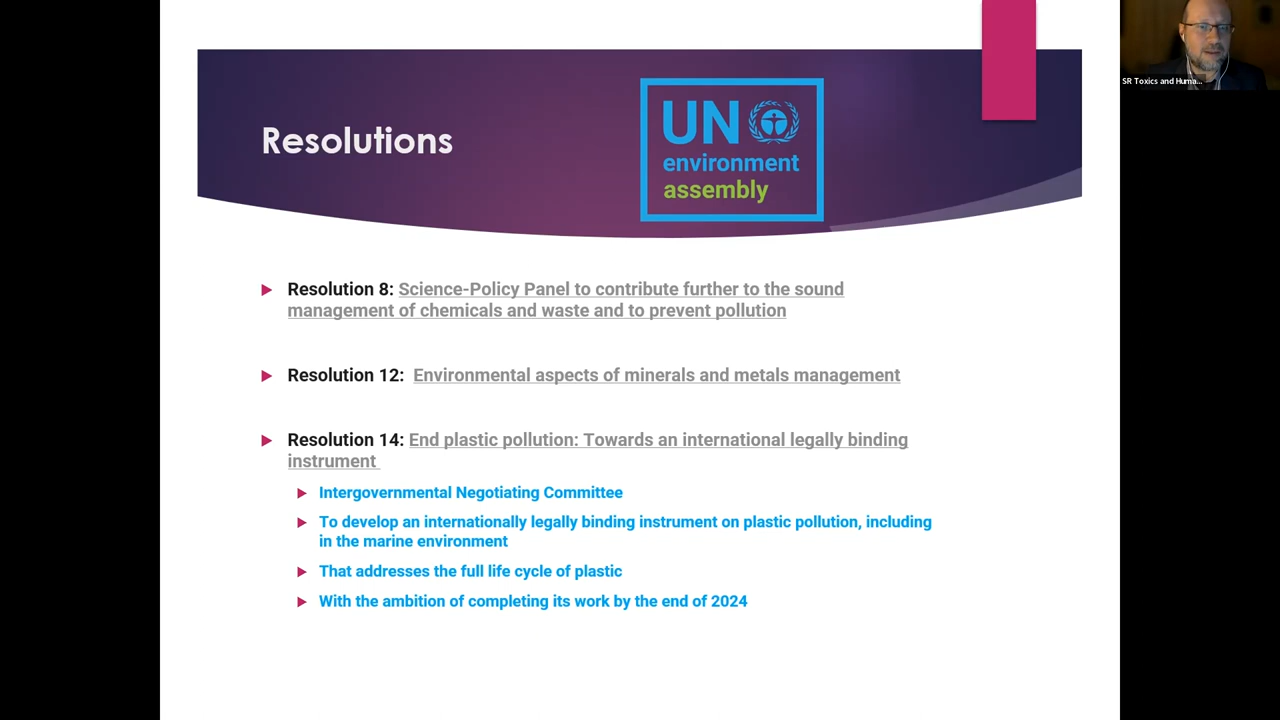 SR Toxics and Huma...
Resolutions
UN
environment
assembly
Resolution 8: Science-Policy Panel to contribute further to the sound
management of chemicals and waste and to prevent pollution
Resolution 12: Environmental aspects of minerals and metals management
Resolution 14: End plastic pollution: Towards an international legally binding
instrument
Intergovernmental Negotiating Committee
To develop an internationally legally binding instrument on plastic pollution, including
in the marine environment
That addresses the full life cycle of plastic
With the ambition of completing its work by the end of 2024